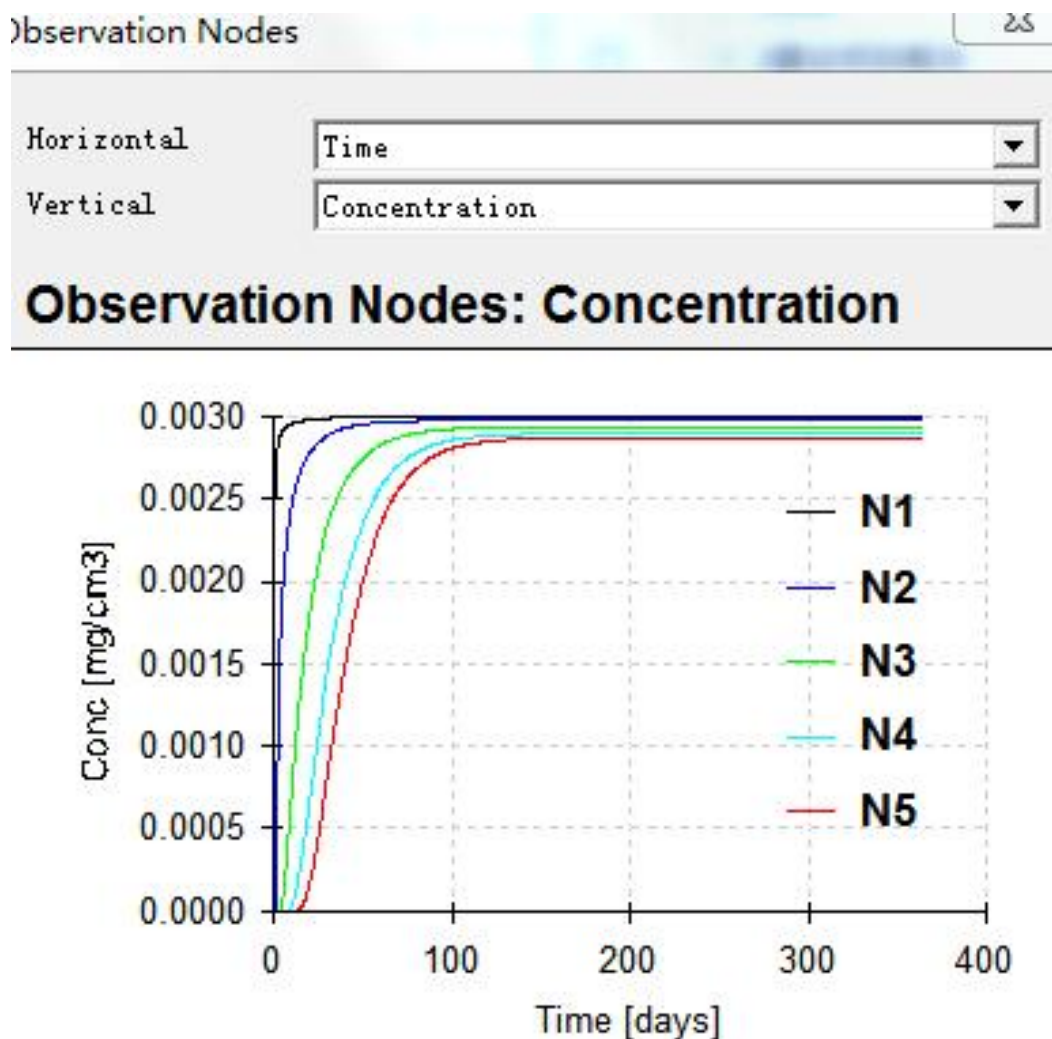 Observation Nodes
Horizontal
Time
Vertical
Concentration
Observation Nodes: Concentration
0.0030
0.0025
0.0020
0.0015
0.0010
0.0005
0.0000
Conc [mg/cm3]
N1
N2
N3
N4
N5
0
100
200
300
400
Time [days]